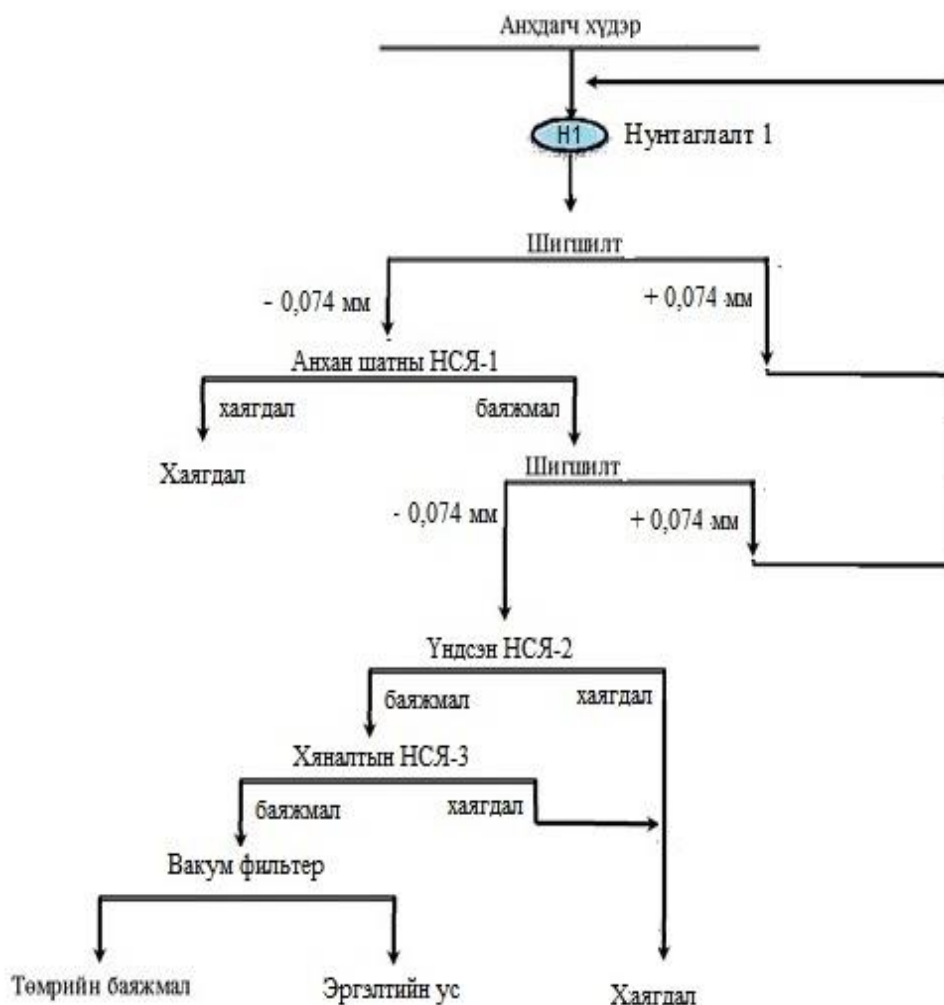 Анхдагч хүдэр
Н1 Нунтаглалт 1
Шигшилт
- 0,074 мм + 0,074 мм
Анхан шатны НСЯ-1
хаягдал баяжмал
Хаягдал
Шигшилт
- 0,074 мм + 0,074 мм
Үндсэн НСЯ-2
баяжмал хаягдал
Хяналтын НСЯ-3
баяжмал хаягдал
Вакум фильтер
Төмрийн баяжмал Эргэлтийн ус Хаягдал